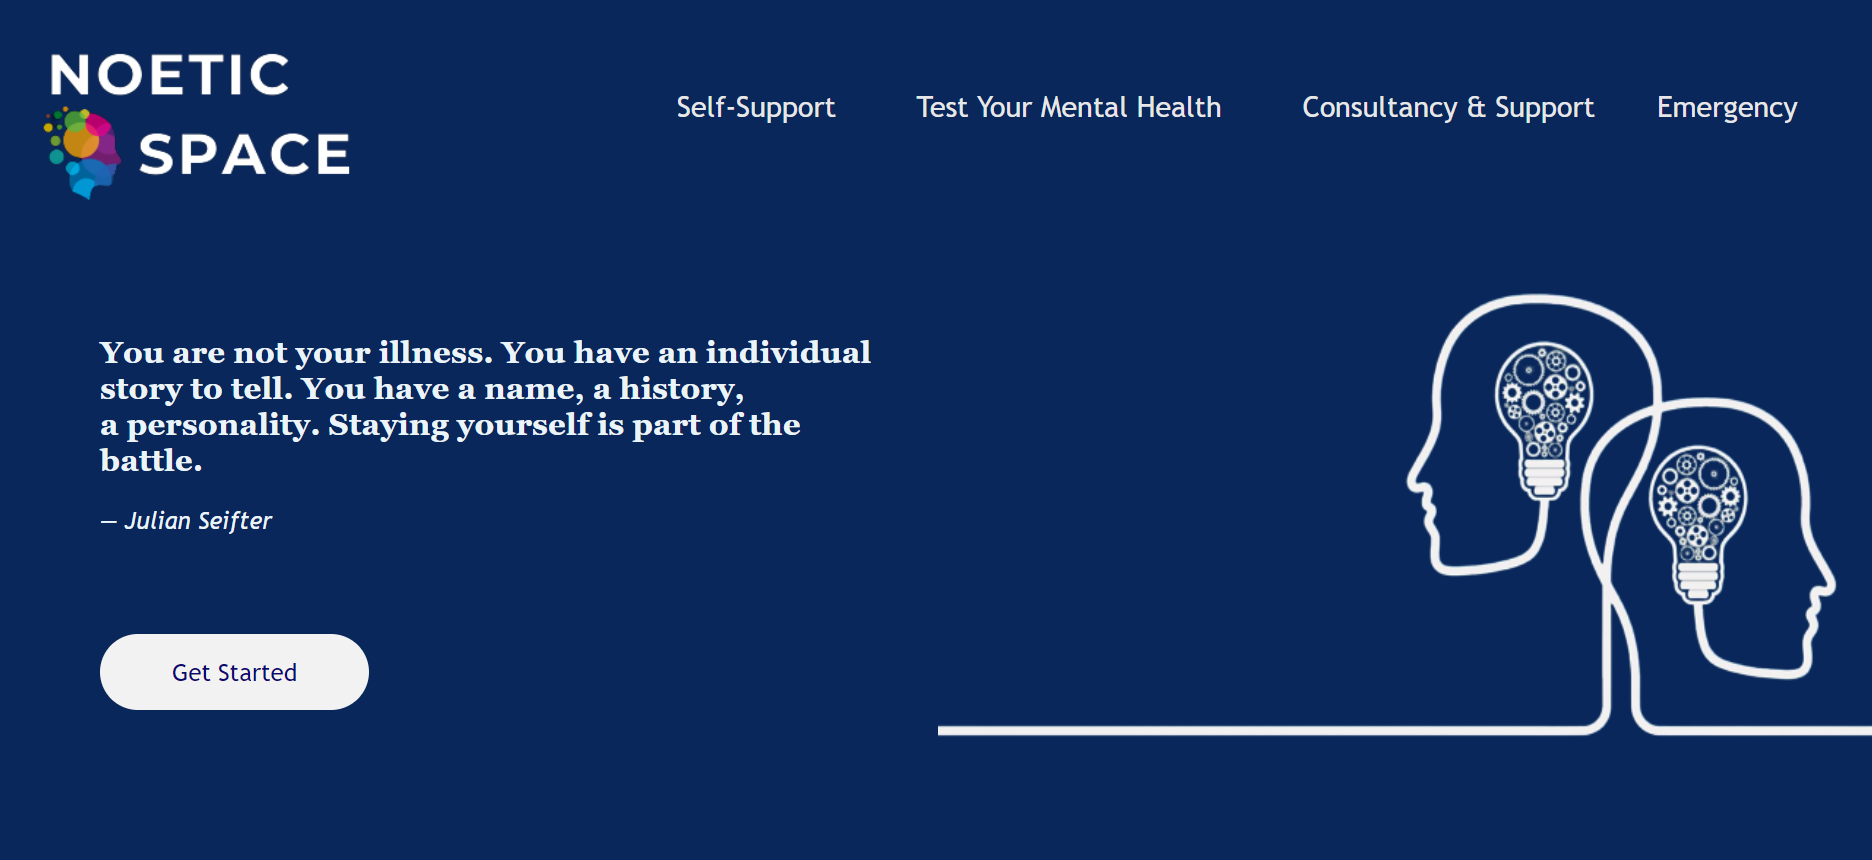 NOETIC
SPACE
Self-Support
Test Your Mental Health
Consultancy & Support
Emergency
You are not your illness. You have an individual
story to tell. You have a name, a history,
a personality. Staying yourself is part of the
battle.
— Julian Seifter
Get Started